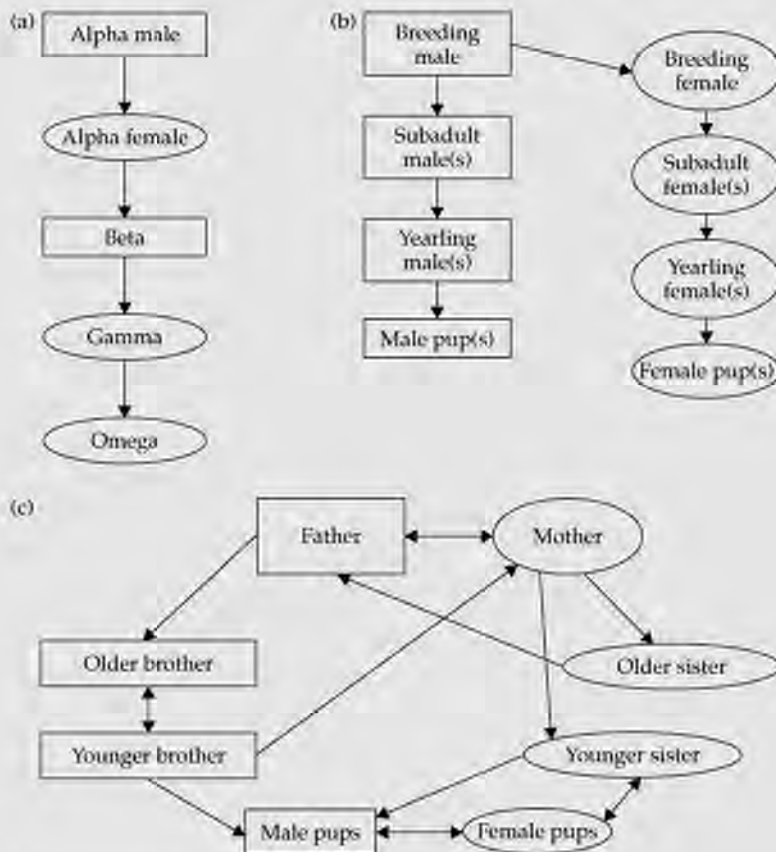 (a)
Alpha male
Alpha female
Beta
Gamma
Omega
(b)
Breeding
male
Subadult
male(s)
Yearling
male(s)
Male pup(s)
Breeding
female
Subadult
female(s)
Yearling
female(s)
Female pup(s)
(c)
Father
Mother
Older brother
Older sister
Younger brother
Younger sister
Male pups
Female pups